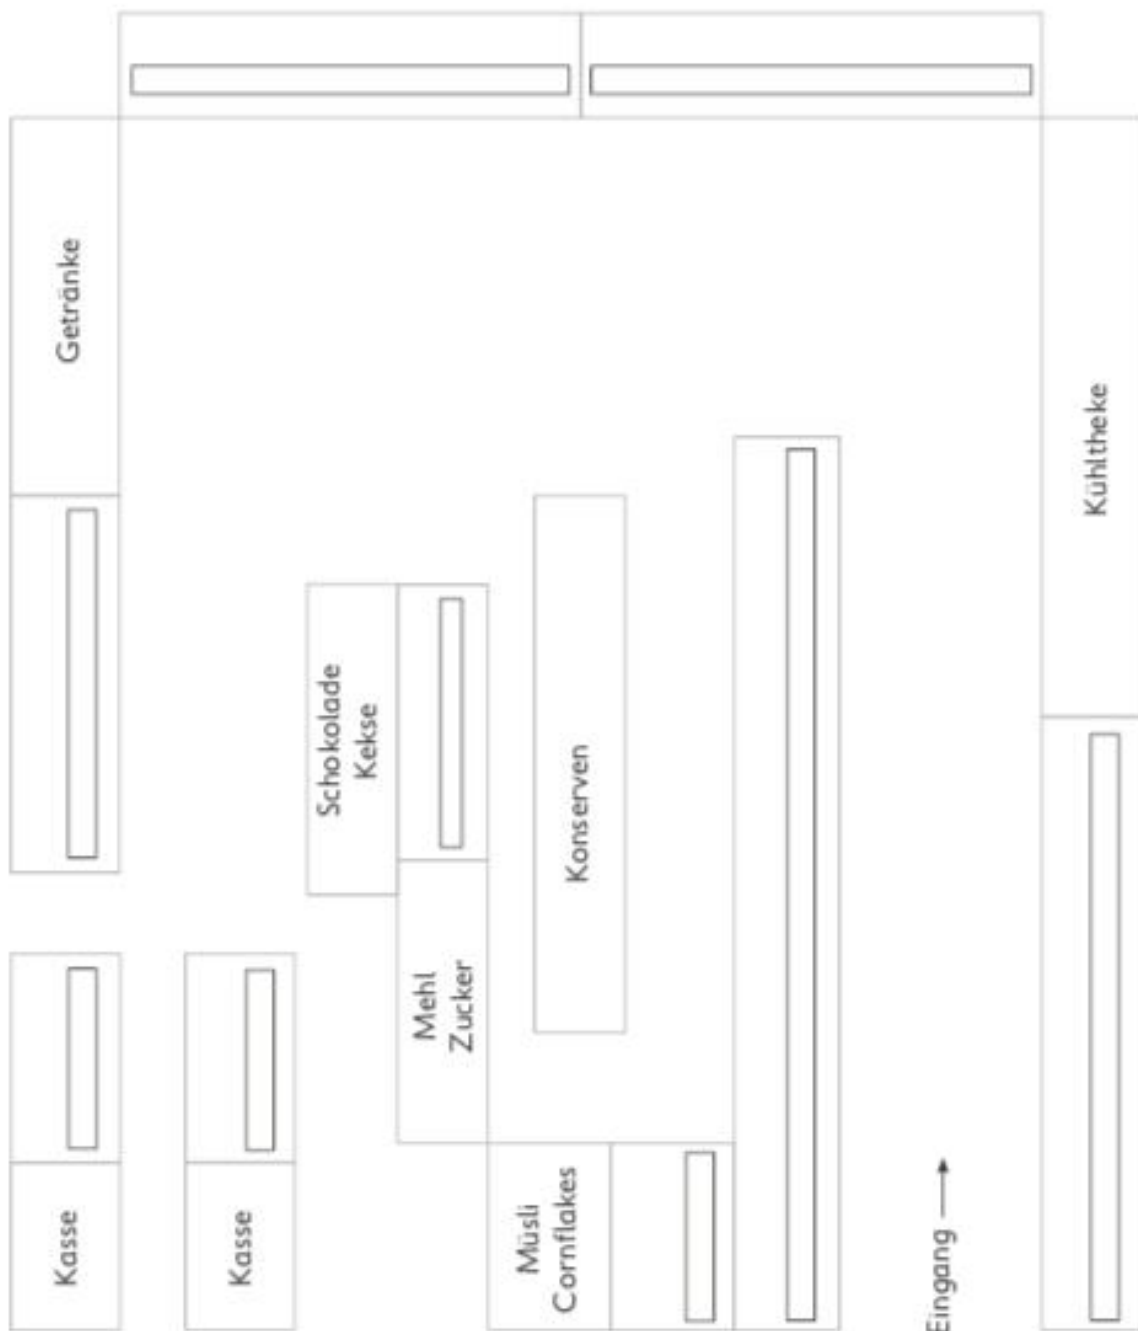 Getränke
Kühltheke
Schokolade
Kekse
Konserven
Mehl
Zucker
Müsli
Cornflakes
Kasse
Kasse
Eingang →